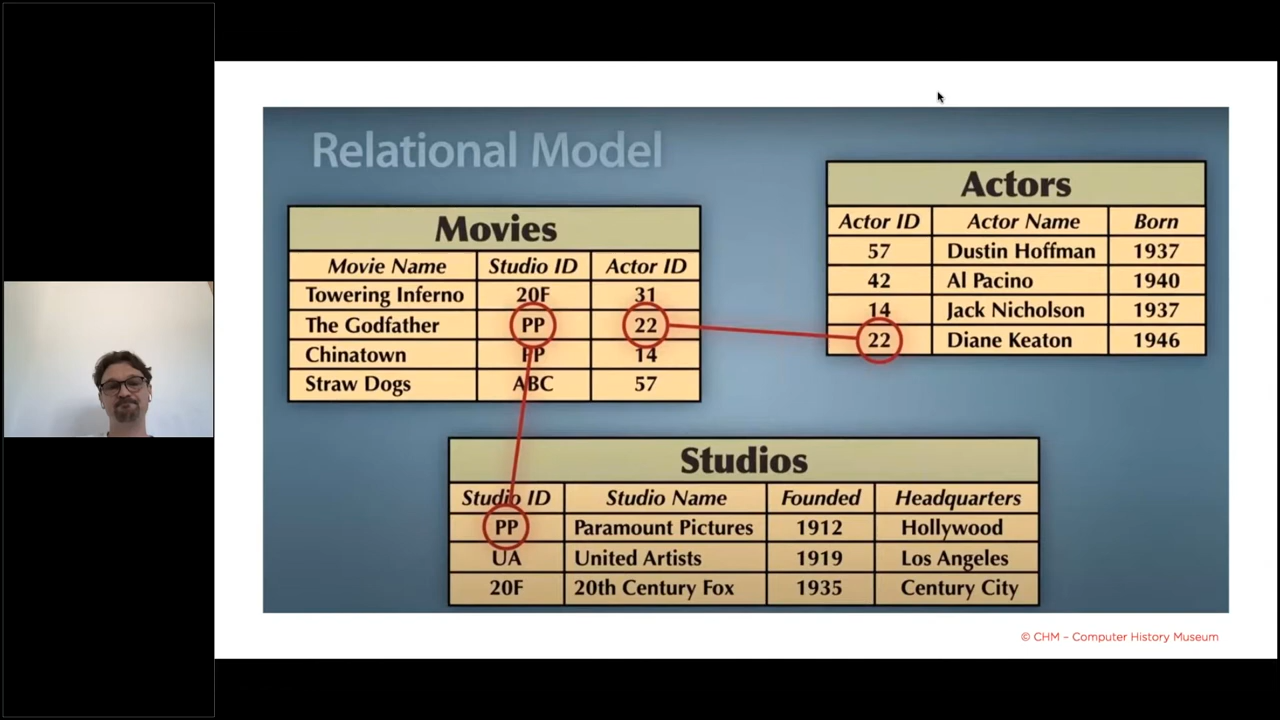 Relational Model
Movies
Movie Name Studio ID Actor ID
Towering Inferno 20F 31
The Godfather PP 22
Chinatown PP 14
Straw Dogs ABC 57
Actors
Actor ID Actor Name Born
57 Dustin Hoffman 1937
42 Al Pacino 1940
14 Jack Nicholson 1937
22 Diane Keaton 1946
Studios
Studio ID Studio Name Founded Headquarters
PP Paramount Pictures 1912 Hollywood
UA United Artists 1919 Los Angeles
20F 20th Century Fox 1935 Century City
© CHM – Computer History Museum